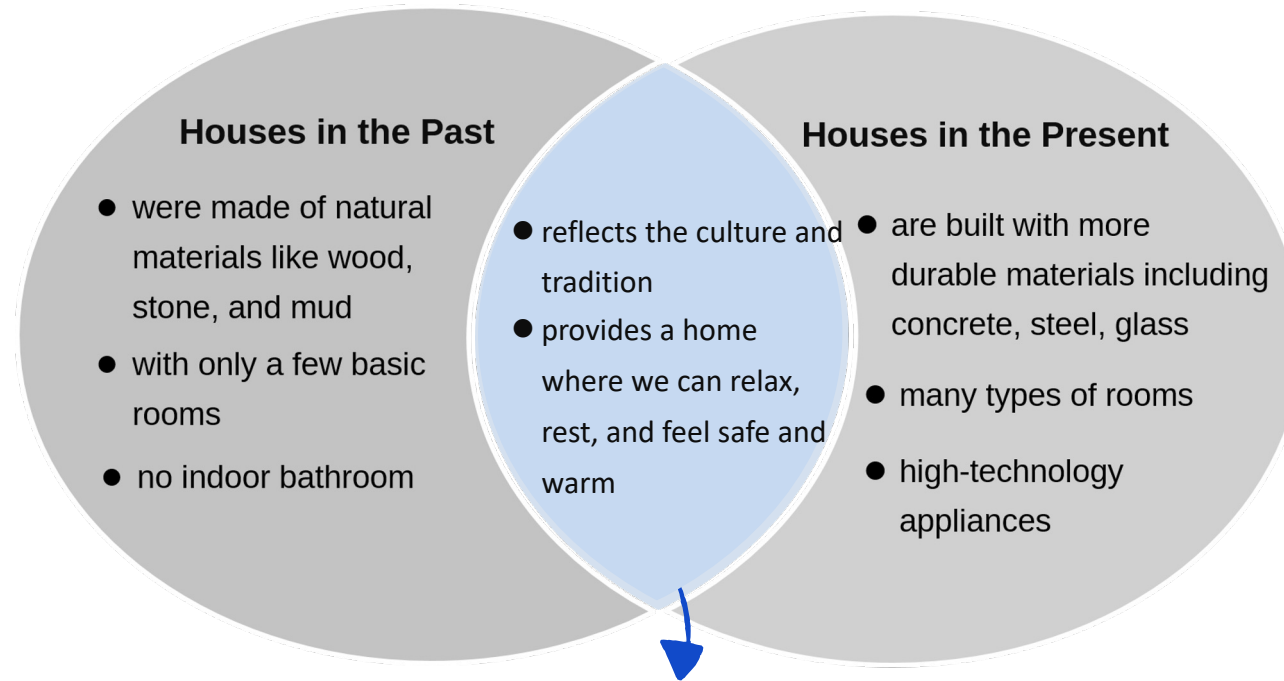 Houses in the Past
● were made of natural
materials like wood,
stone, and mud
● with only a few basic
rooms
● no indoor bathroom
● reflects the culture and
tradition
● provides a home
where we can relax,
rest, and feel safe and
warm
Houses in the Present
● are built with more
durable materials including
concrete, steel, glass
● many types of rooms
● high-technology
appliances